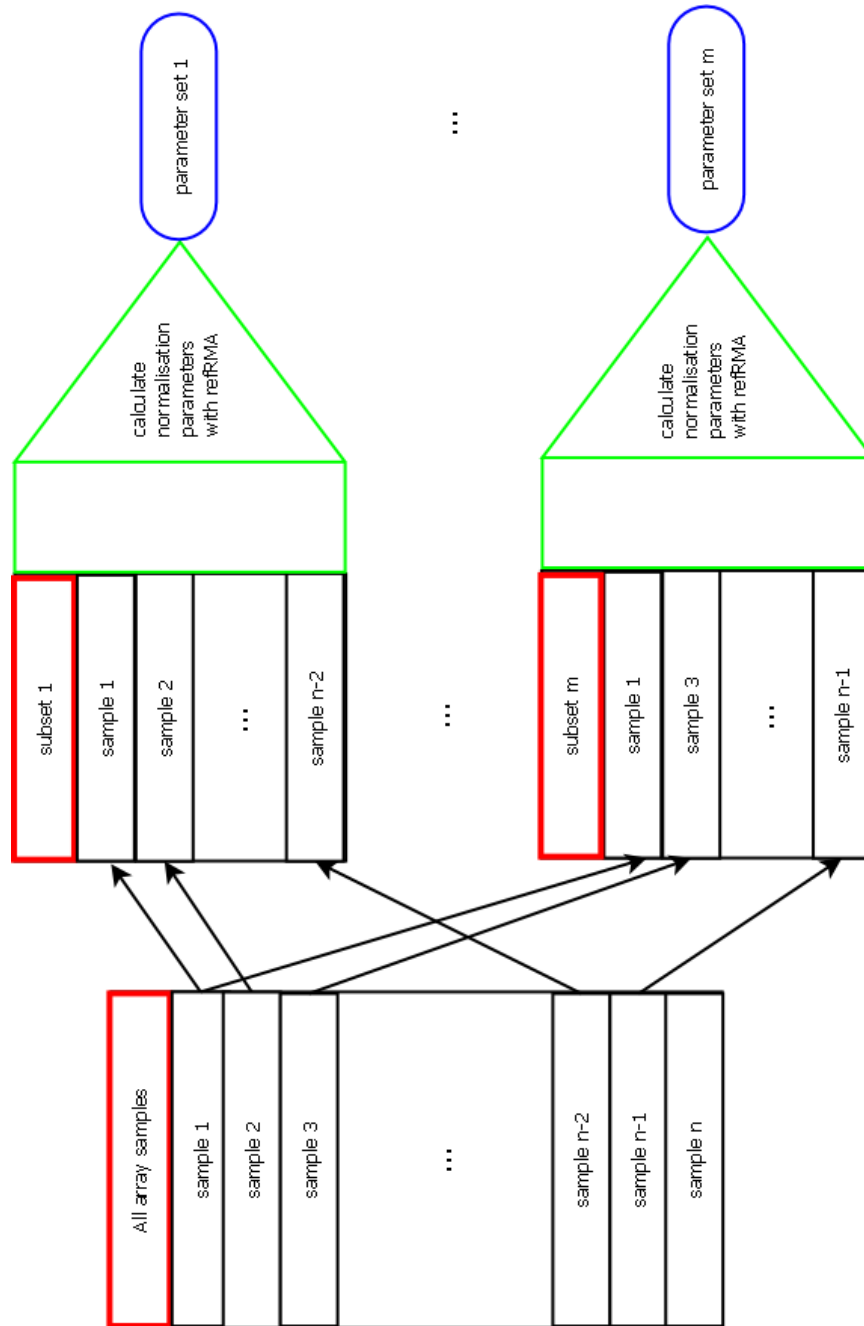 All array samples
sample 1
sample 2
sample 3
...
sample n-2
sample n-1
sample n
subset 1
sample 1
sample 2
...
sample n-2
...
subset m
sample 1
sample 3
...
sample n-1
calculate
normalisation
parameters
with refRMA
calculate
normalisation
parameters
with refRMA
parameter set 1
...
parameter set m